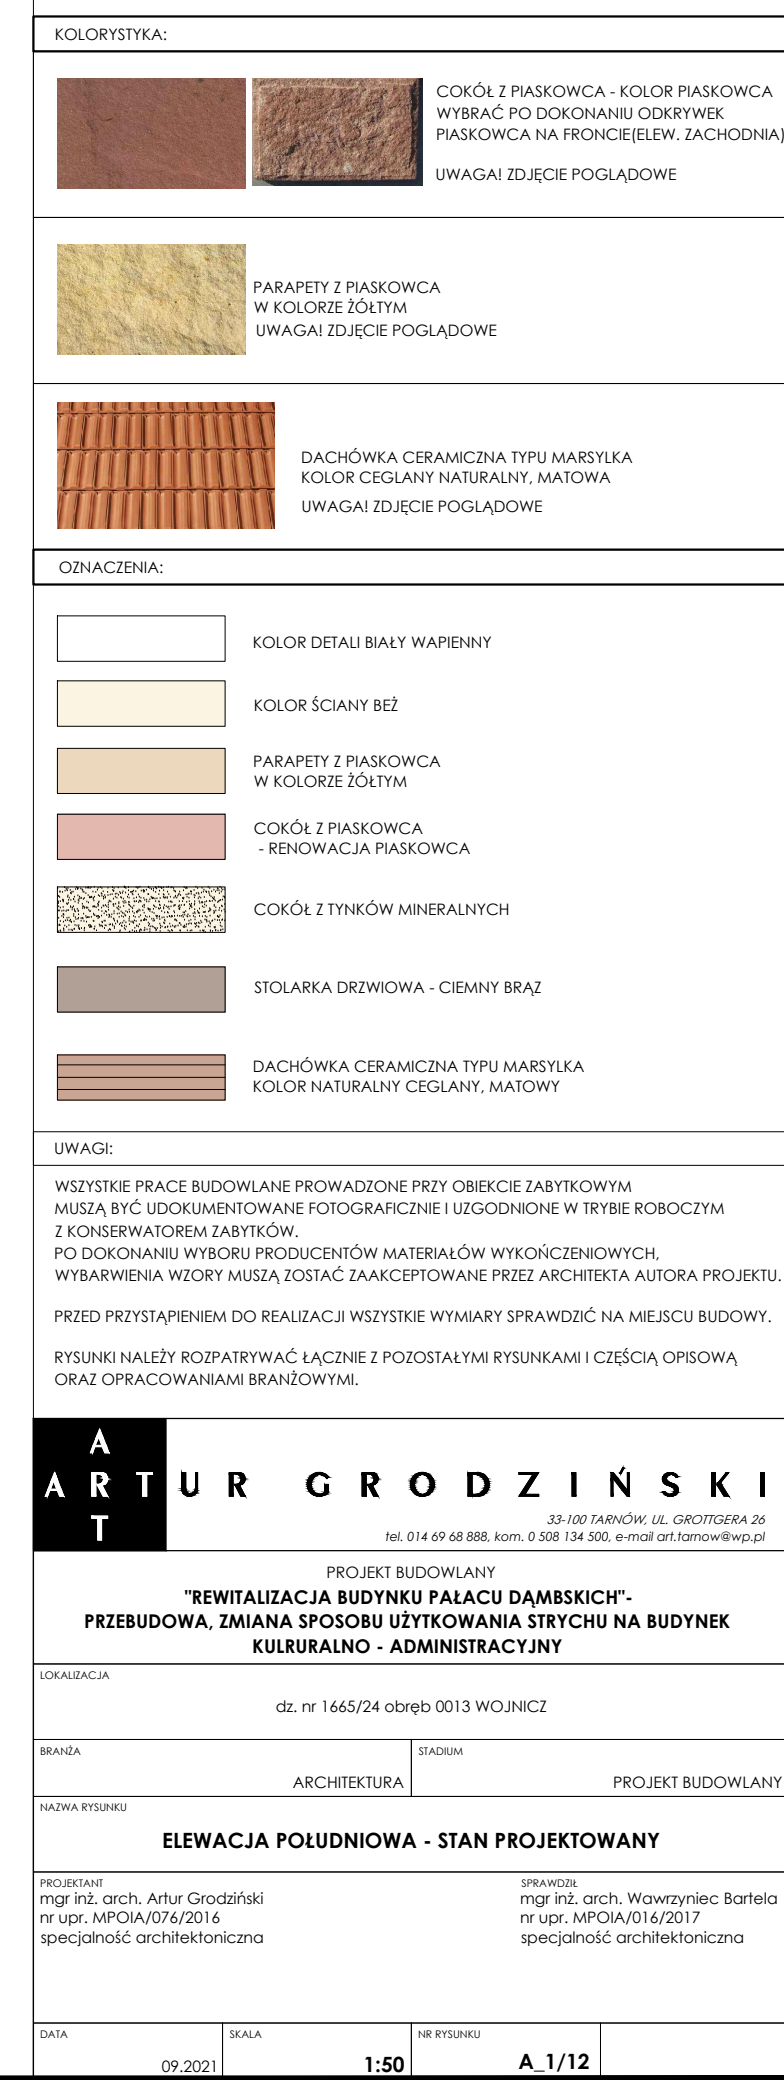 KOLORYSTYKA:
COKÓŁ Z PIASKOWCA - KOLOR PIASKOWCA
WYBRAĆ PO DOKONANIU ODKRYWEK
PIASKOWCA NA FRONCIE(ELEW. ZACHODNIA)
UWAGA! ZDJĘCIE POGLĄDOWE
PARAPETY Z PIASKOWCA
W KOLORZE ŻÓŁTYM
UWAGA! ZDJĘCIE POGLĄDOWE
DACHÓWKA CERAMICZNA TYPU MARSYLKA
KOLOR CEGLANY NATURALNY, MATOWA
UWAGA! ZDJĘCIE POGLĄDOWE
OZNACZENIA:
KOLOR DETALI BIAŁY WAPIENNY
KOLOR ŚCIANY BEŻ
PARAPETY Z PIASKOWCA
W KOLORZE ŻÓŁTYM
COKÓŁ Z PIASKOWCA
- RENOWACJA PIASKOWCA
COKÓŁ Z TYNKÓW MINERALNYCH
STOLARKA DRZWIOWA - CIEMNY BRĄZ
DACHÓWKA CERAMICZNA TYPU MARSYLKA
KOLOR NATURALNY CEGLANY, MATOWY
UWAGI:
WSZYSTKIE PRACE BUDOWLANE PROWADZONE PRZY OBIEKCIE ZABYTKOWYM
MUSZĄ BYĆ UDOKUMENTOWANE FOTOGRAFICZNIE I UZGODNIONE W TRYBIE ROBOCZYM
Z KONSERWATOREM ZABYTKÓW.
PO DOKONANIU WYBORU PRODUCENTÓW MATERIAŁÓW WYKOŃCZENIOWYCH,
WYBARWIENIA WZORY MUSZĄ ZOSTAĆ ZAAKCEPTOWANE PRZEZ ARCHITEKTA AUTORA PROJEKTU.
PRZED PRZYSTĄPIENIEM DO REALIZACJI WSZYSTKIE WYMIARY SPRAWDZIĆ NA MIEJSCU BUDOWY.
RYSUNKI NALEŻY ROZPATRYWAĆ ŁĄCZNIE Z POZOSTAŁYMI RYSUNKAMI I CZĘŚCIĄ OPISOWĄ
ORAZ OPRACOWANIAMI BRANŻOWYMI.
A
ARTUR GRODZIŃSKI
T
33-100 TARNÓW, UL. GROTTGERA 26
tel. 014 69 68 888, kom. 0 508 134 500, e-mail art.tarnow@wp.pl
PROJEKT BUDOWLANY
"REWITALIZACJA BUDYNKU PAŁACU DĄMBSKICH"-
PRZEBUDOWA, ZMIANA SPOSOBU UŻYTKOWANIA STRYCHU NA BUDYNEK
KULRURALNO - ADMINISTRACYJNY
LOKALIZACJA
dz. nr 1665/24 obręb 0013 WOJNICZ
BRANŻA
ARCHITEKTURA
STADIUM
PROJEKT BUDOWLANY
NAZWA RYSUNKU
ELEWACJA POŁUDNIOWA - STAN PROJEKTOWANY
PROJEKTANT
mgr inż. arch. Artur Grodziński
nr upr. MPOIA/076/2016
specjalność architektoniczna
SPRAWDZIŁ
mgr inż. arch. Wawrzyniec Bartela
nr upr. MPOIA/016/2017
specjalność architektoniczna
DATA
09.2021
SKALA
1:50
NR RYSUNKU
A_1/12